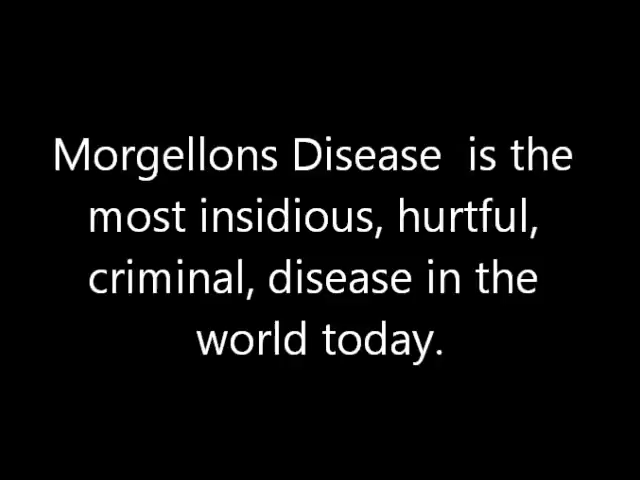 Morgellons Disease  is the
most insidious, hurtful,
criminal, disease in the
world today.